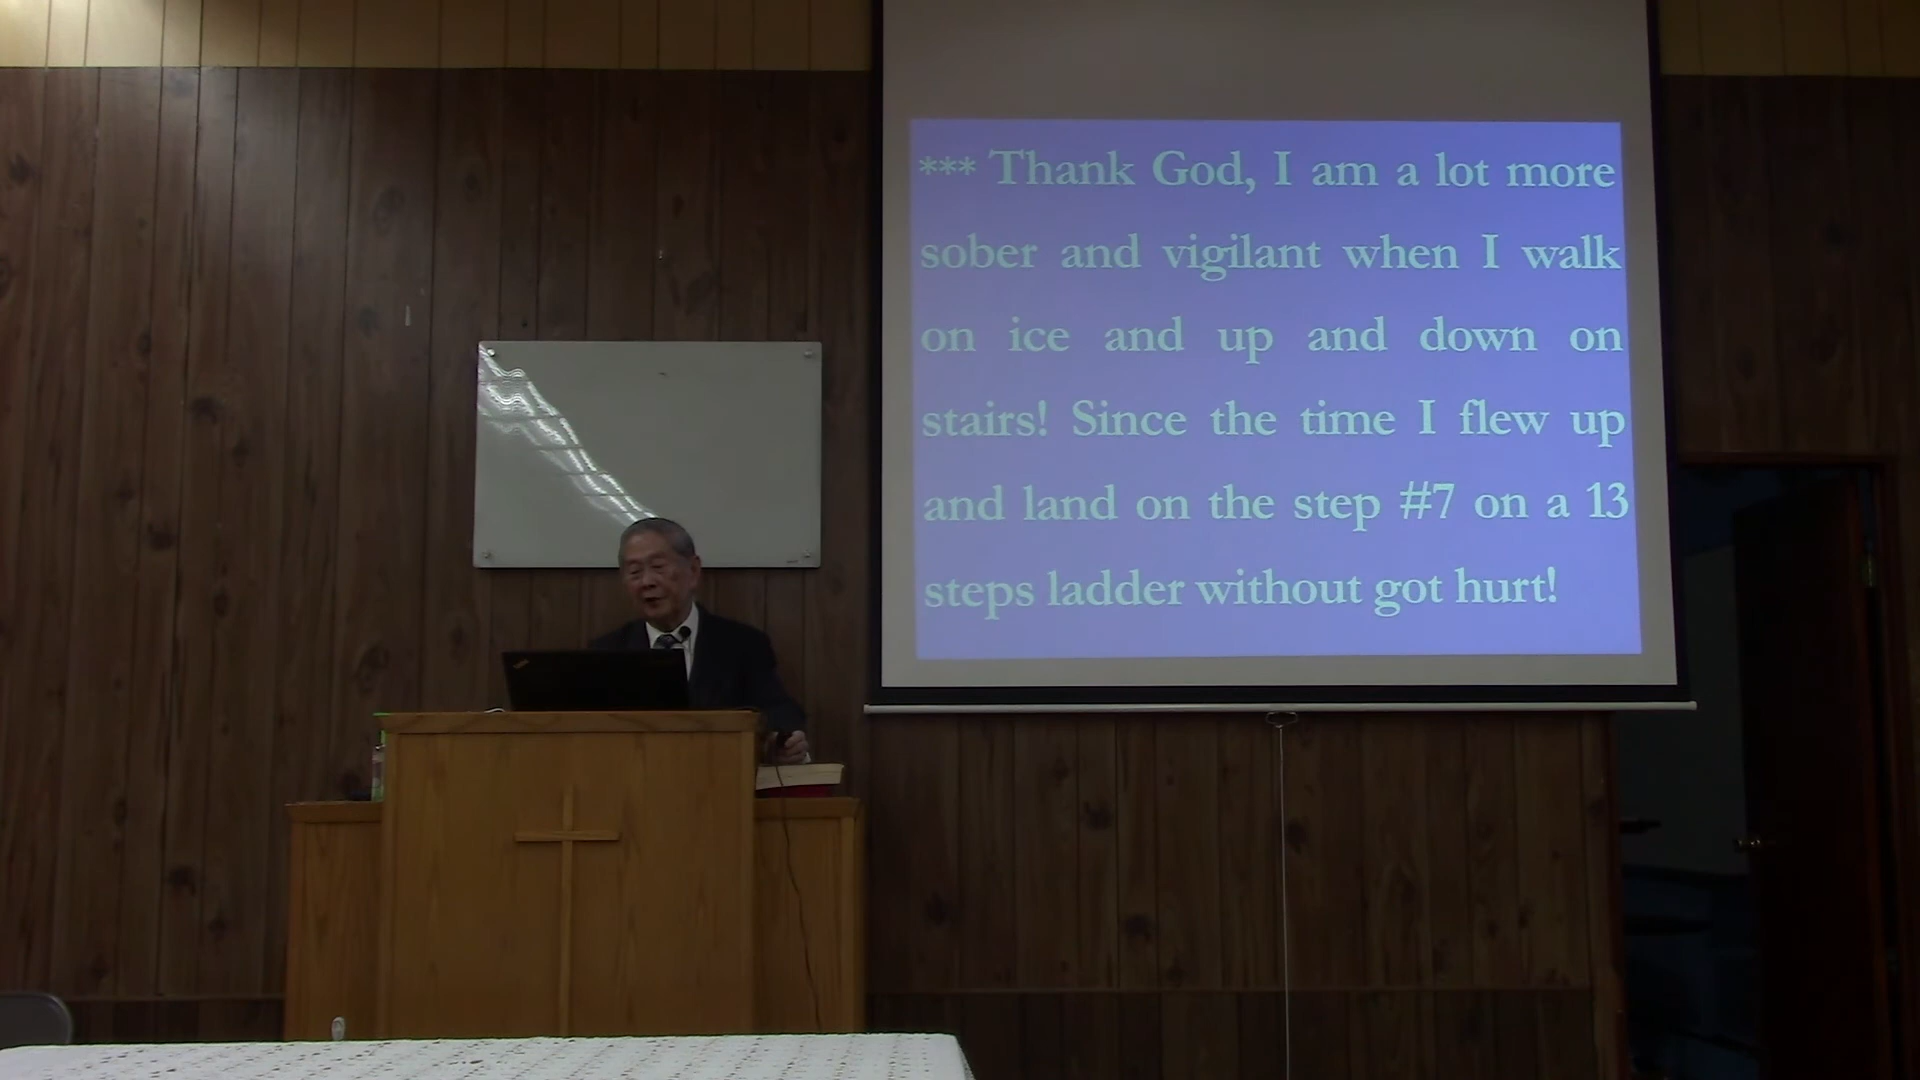 *** Thank God, I am a lot more
sober and vigilant when I walk
on ice and up and down on
stairs! Since the time I flew up
and land on the step #7 on a 13
steps ladder without got hurt!